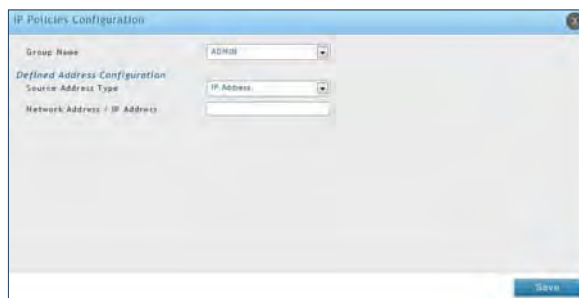 IP Policies Configuration
Group Name ADMIN
Defined Address Configuration
Source Address Type IP Address
Network Address / IP Address
Save